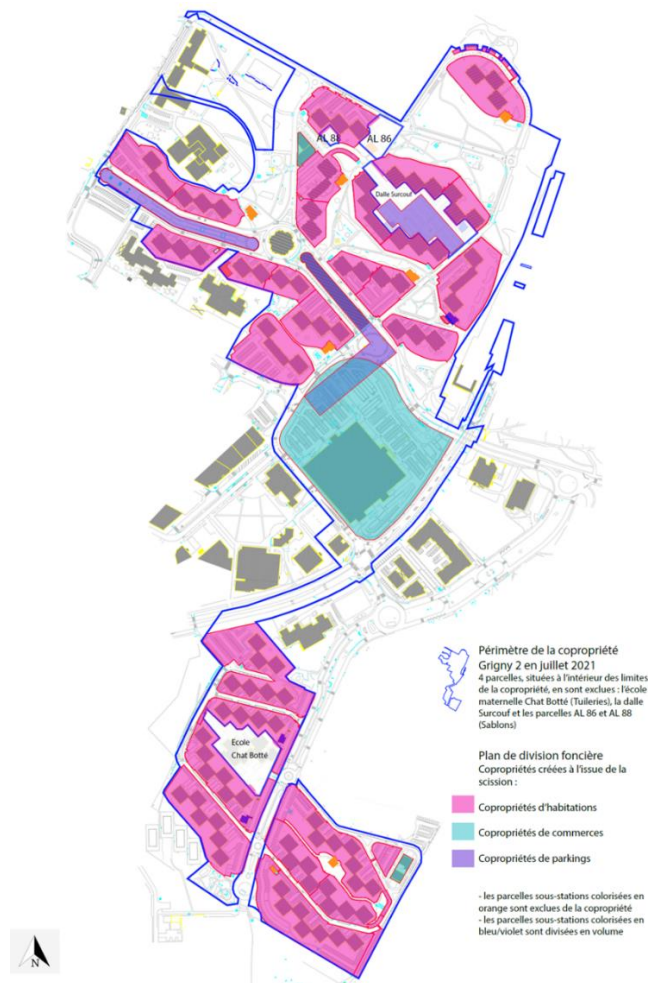 AL 88
AL 86
Dalle Surcouf
Ecole
Chat Botté
Périmètre de la copropriété
Grigny 2 en juillet 2021
4 parcelles, situées à l'intérieur des limites
de la copropriété, en sont exclues : l'école
maternelle Chat Botté (Tuileries), la dalle
Surcouf et les parcelles AL 86 et AL 88
(Sablons)
Plan de division foncière
Copropriétés créées à l'issue de la
scission :
Copropriétés d'habitations
Copropriétés de commerces
Copropriétés de parkings
- les parcelles sous-stations colorisées en
orange sont exclues de la copropriété
- les parcelles sous-stations colorisées en
bleu/violet sont divisées en volume
N